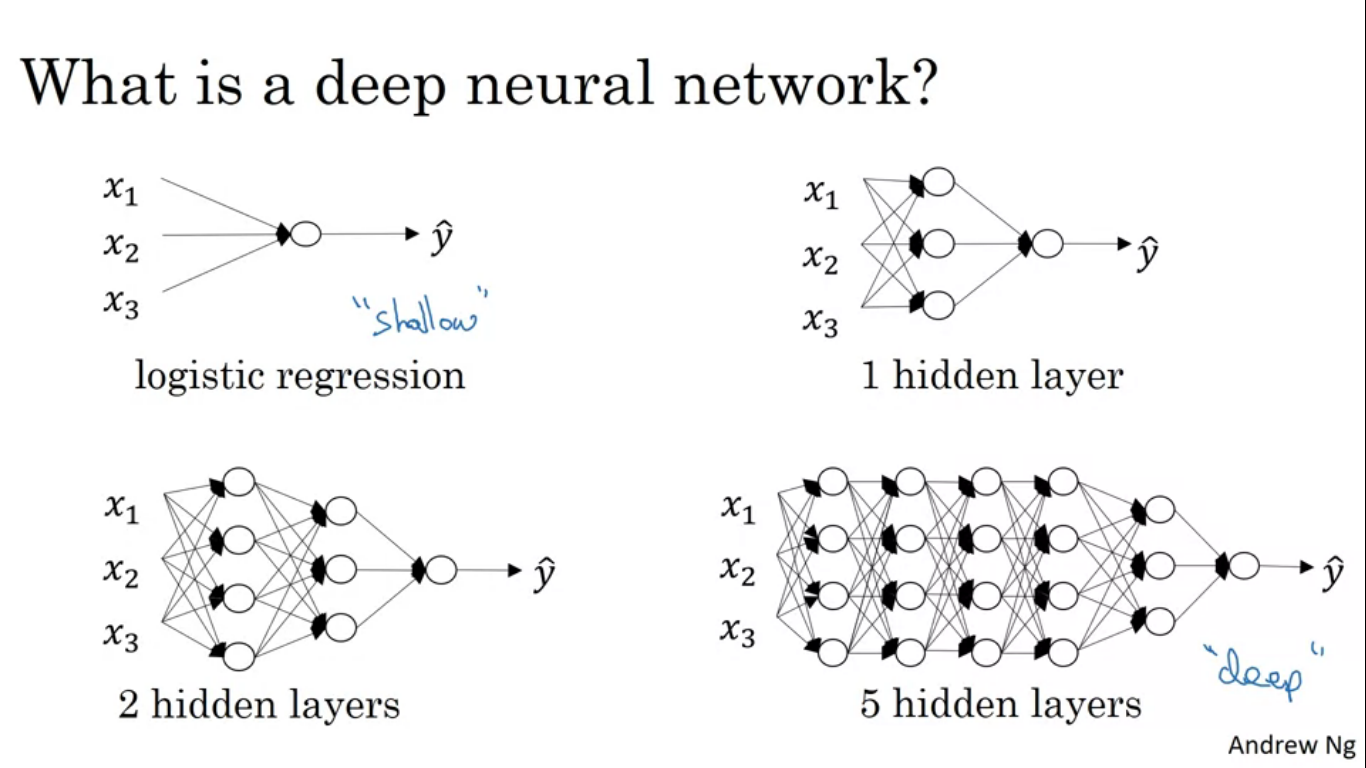 What is a deep neural network?
x₁
x₂
x₃
ŷ
"shallow"
logistic regression
x₁
x₂
x₃
ŷ
1 hidden layer
x₁
x₂
x₃
ŷ
2 hidden layers
x₁
x₂
x₃
ŷ
"deep"
5 hidden layers
Andrew Ng